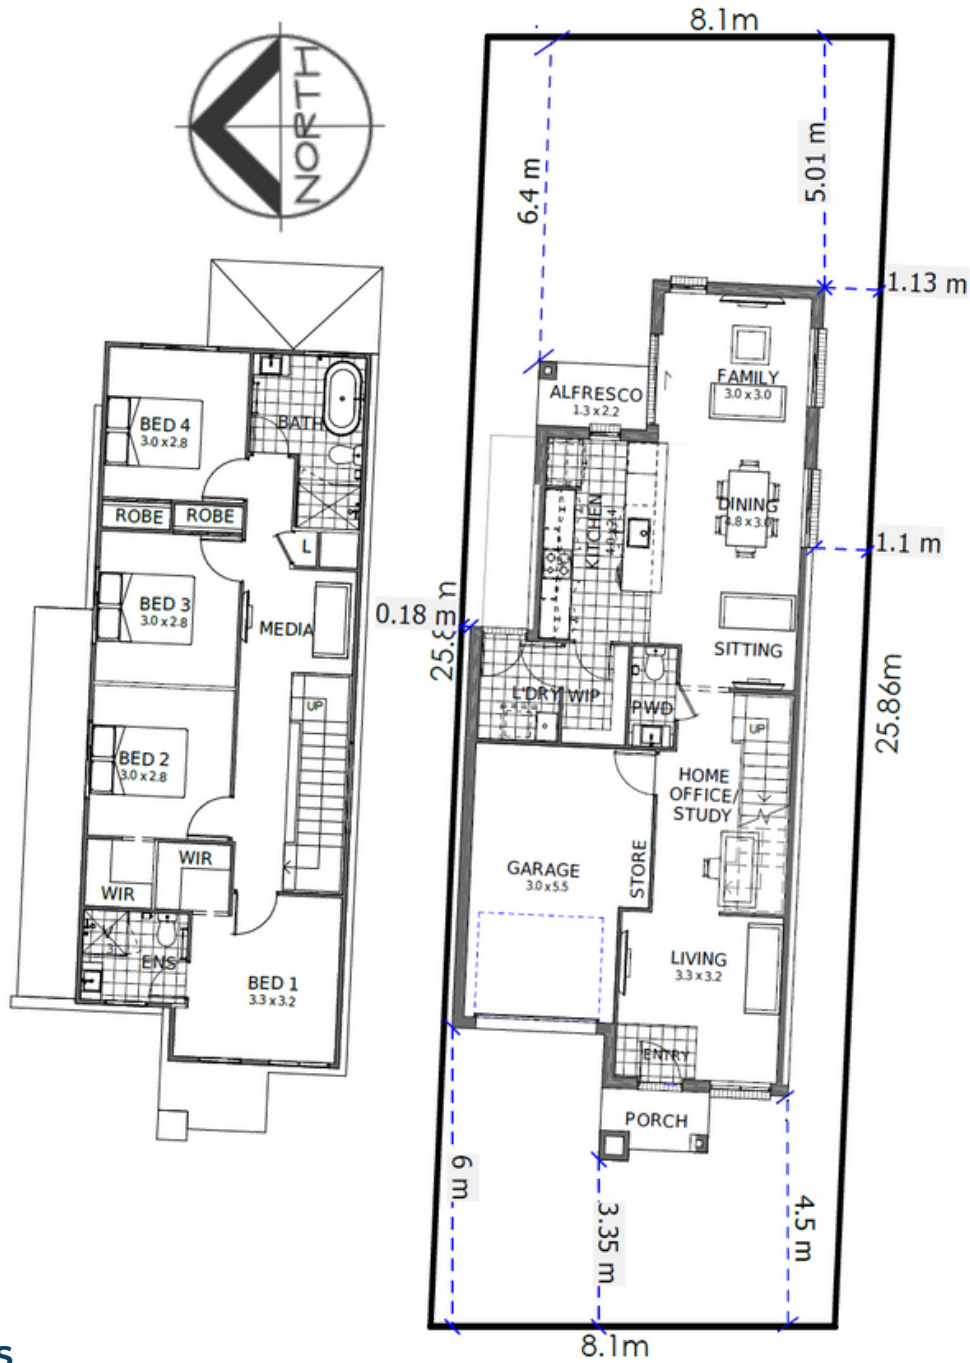 NORTH
8.1m
6.4 m
5.01 m
1.13 m
1.1 m
0.18 m
25.86m
BED 4
3.0 x 2.8
BATH
ROBE
ROBE
L
BED 3
3.0 x 2.8
MEDIA
UP
BED 2
3.0 x 2.8
WIR
WIR
ENS
BED 1
3.3 x 3.2
ALFRESCO
1.3 x 2.2
FAMILY
3.0 x 3.0
KITCHEN
DINING
4.8 x 3.0
SITTING
L'DRY
WIP
PWD
UP
HOME
OFFICE/
STUDY
GARAGE
3.0 x 5.5
STORE
LIVING
3.3 x 3.2
ENTRY
PORCH
6 m
3.35 m
4.5 m
8.1m